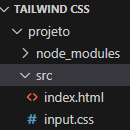 TAILWIND CSS
projeto
node_modules
src
index.html
input.css